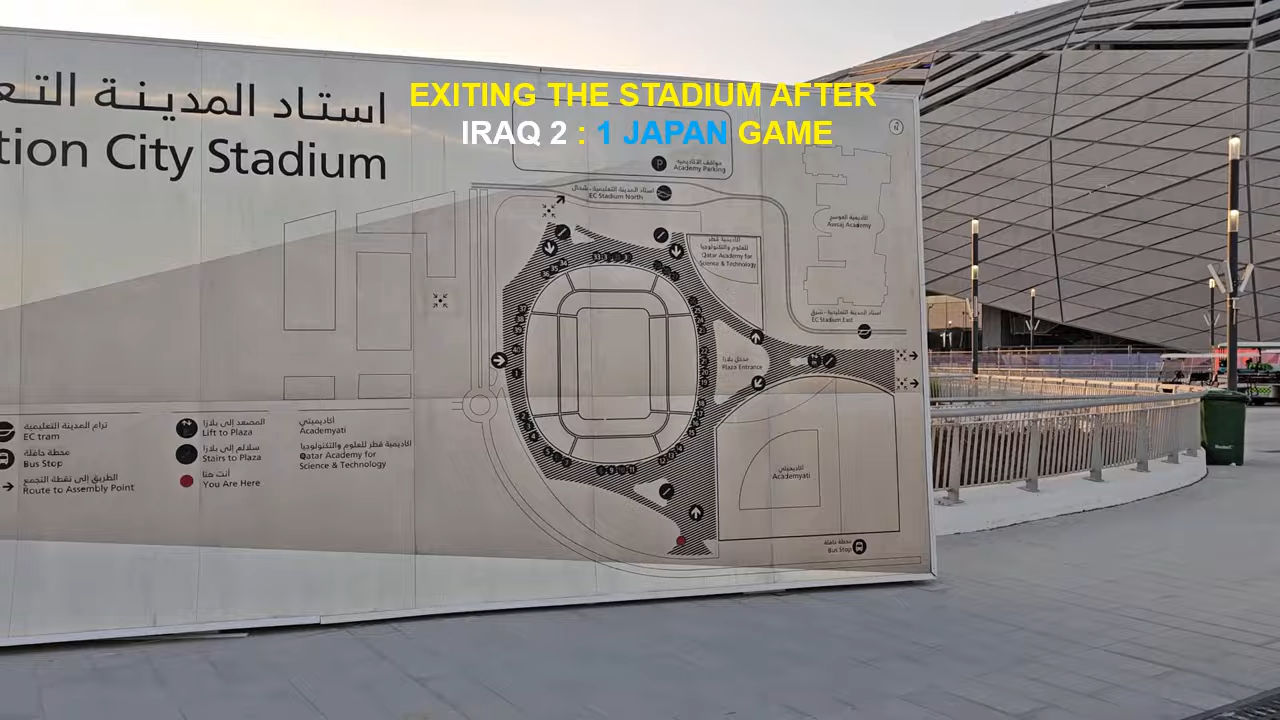 EXITING THE STADIUM AFTER
IRAQ 2 : 1 JAPAN GAME
استاد المدينة التعـ
tion City Stadium
P
مواقف الأكاديمية
Academy Parking
استاد المدينة التعليمية - شمال
EC Stadium North
أكاديمية العوسج
Awsaj Academy
أكاديمية قطر
للعلوم والتكنولوجيا
Qatar Academy for
Science & Technology
استاد المدينة التعليمية - شرق
EC Stadium East
مدخل بلازا
Plaza Entrance
أكاديميتي
Academyati
محطة حافلة
Bus Stop
ترام المدينة التعليمية
EC tram
محطة حافلة
Bus Stop
الطريق إلى نقطة التجمع
Route to Assembly Point
المصعد إلى بلازا
Lift to Plaza
سلالم إلى بلازا
Stairs to Plaza
أنت هنا
You Are Here
أكاديميتي
Academyati
أكاديمية قطر للعلوم والتكنولوجيا
Qatar Academy for
Science & Technology